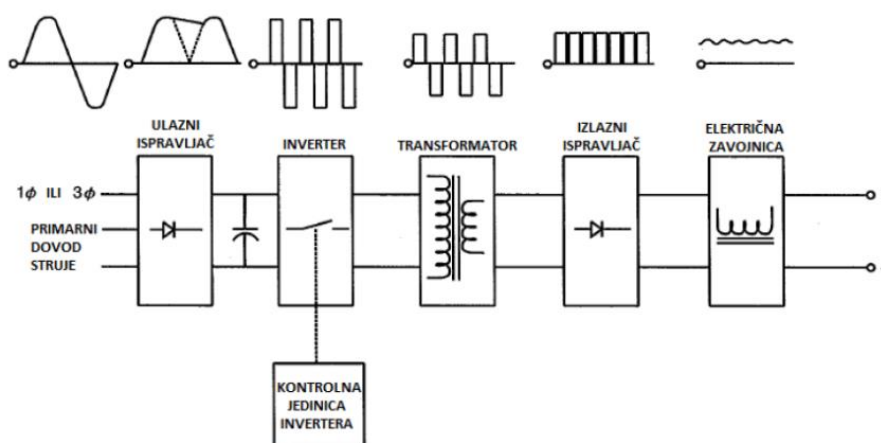 ULAZNI
ISPRAVLJAČ
INVERTER
TRANSFORMATOR
IZLAZNI
ISPRAVLJAČ
ELEKTRIČNA
ZAVOJNICA
1ϕ ILI 3ϕ
PRIMARNI
DOVOD
STRUJE
KONTROLNA
JEDINICA
INVERTERA